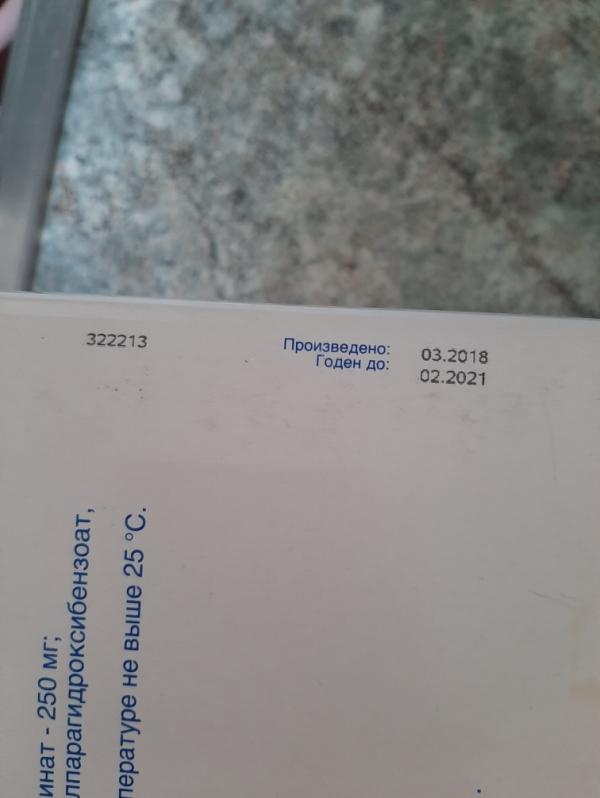 322213
Произведено: 03.2018
Годен до: 02.2021
инат - 250 мг;
лпарагидроксибензоат,
пературе не выше 25 °C.